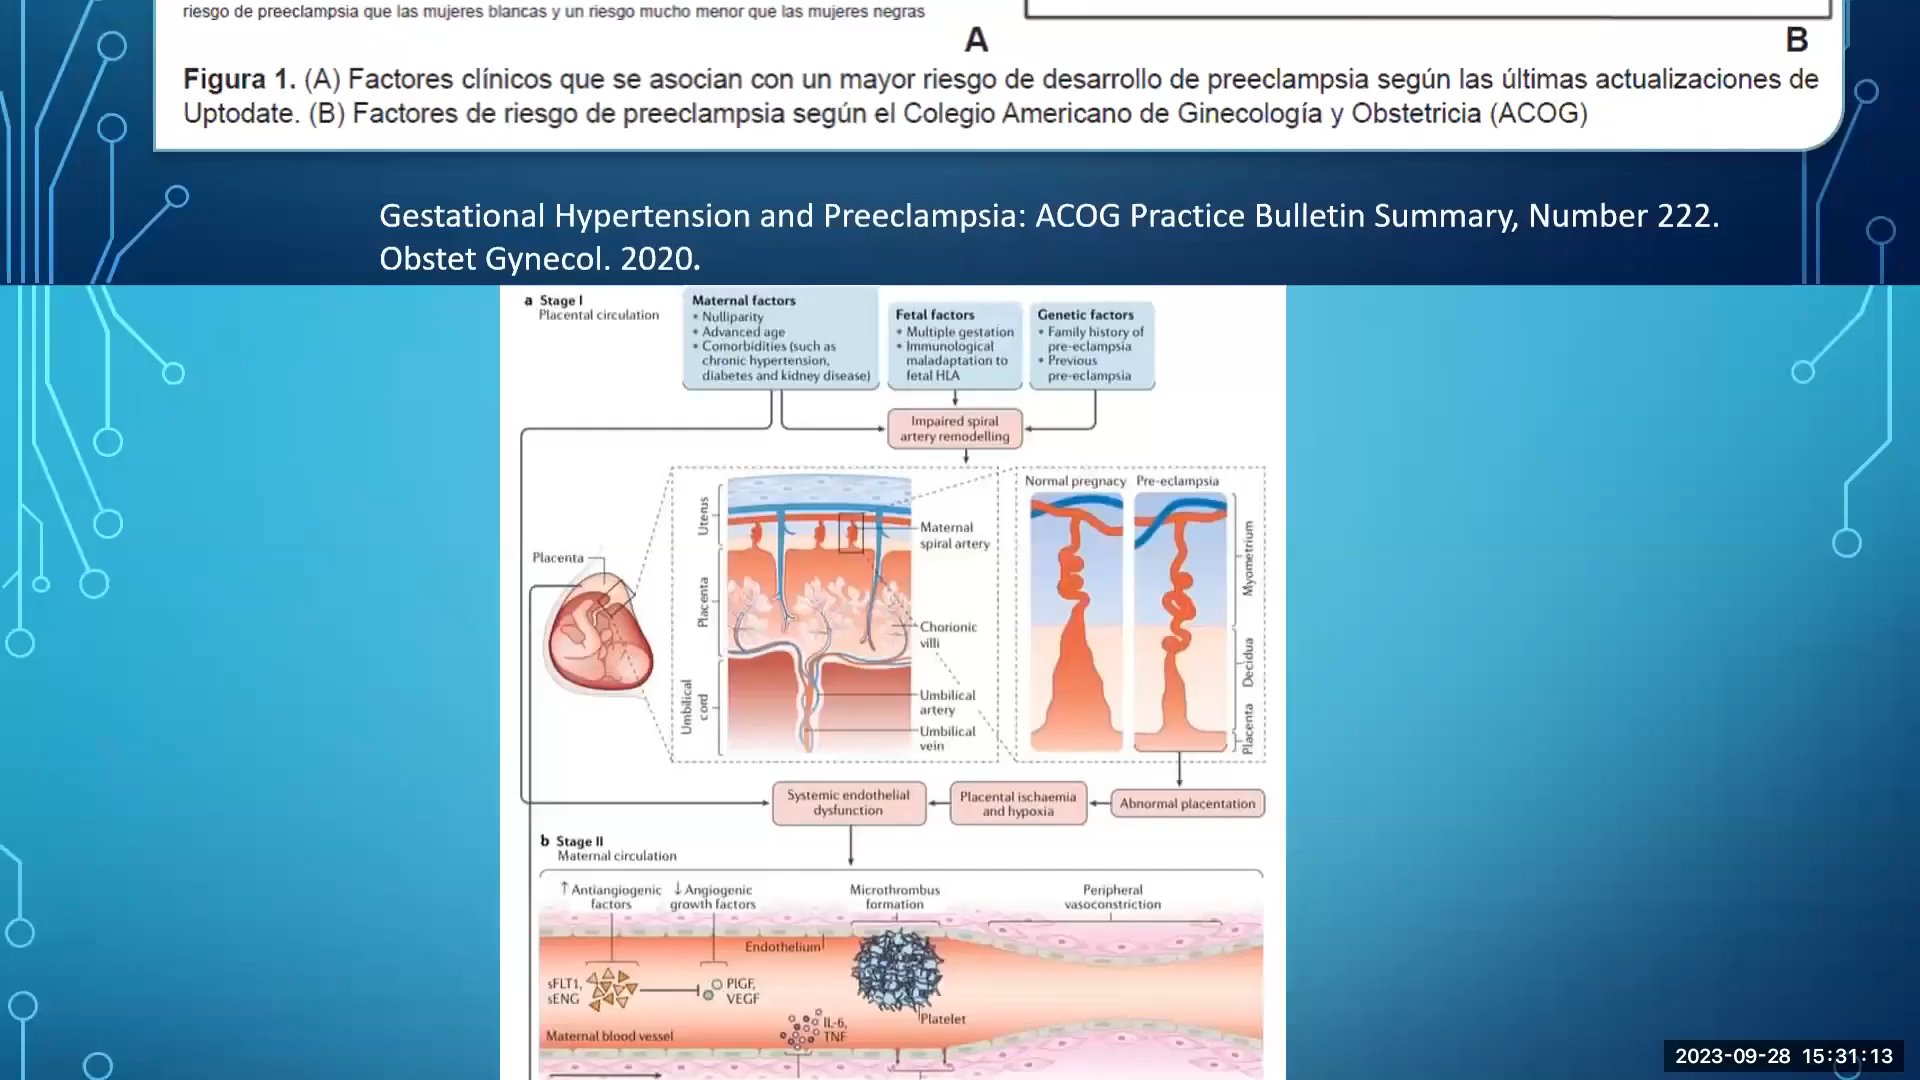 riesgo de preeclampsia que las mujeres blancas y un riesgo mucho menor que las mujeres negras
A
B
Figura 1. (A) Factores clínicos que se asocian con un mayor riesgo de desarrollo de preeclampsia según las últimas actualizaciones de
Uptodate. (B) Factores de riesgo de preeclampsia según el Colegio Americano de Ginecología y Obstetricia (ACOG)
Gestational Hypertension and Preeclampsia: ACOG Practice Bulletin Summary, Number 222.
Obstet Gynecol. 2020.
a Stage I
Placental circulation
Maternal factors
• Nulliparity
• Advanced age
• Comorbidities (such as
chronic hypertension,
diabetes and kidney disease)
Fetal factors
• Multiple gestation
• Immunological
maladaptation to
fetal HLA
Genetic factors
• Family history of
pre-eclampsia
• Previous
pre-eclampsia
Impaired spiral
artery remodelling
Placenta
Uterus
Placenta
Umbilical
cord
Maternal
spiral artery
Chorionic
villi
Umbilical
artery
Umbilical
vein
Normal pregnacy
Pre-eclampsia
Myometrium
Decidua
Placenta
Systemic endothelial
dysfunction
Placental ischaemia
and hypoxia
Abnormal placentation
b Stage II
Maternal circulation
↑ Antiangiogenic
factors
↓ Angiogenic
growth factors
Microthrombus
formation
Peripheral
vasoconstriction
Endothelium
sFLT1,
sENG
PlGF,
VEGF
IL-6,
TNF
Platelet
Maternal blood vessel
2023-09-28 15:31:13